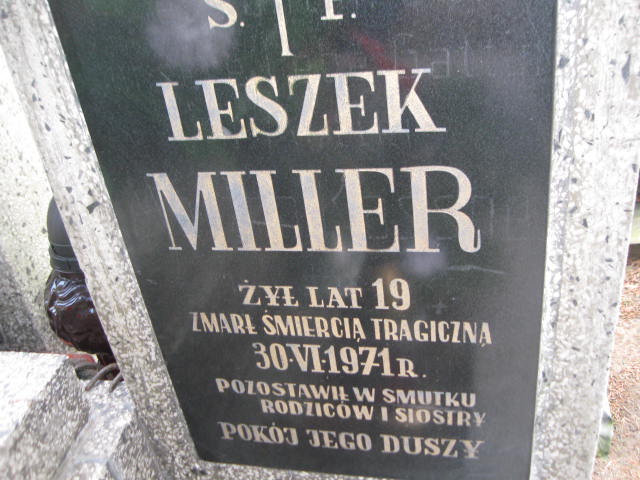 Ś. P.
LESZEK
MILLER
ŻYŁ LAT 19
ZMARŁ ŚMIERCIĄ TRAGICZNĄ
30·VI·1971 R.
POZOSTAWIŁ W SMUTKU
RODZICÓW I SIOSTRY
POKÓJ JEGO DUSZY